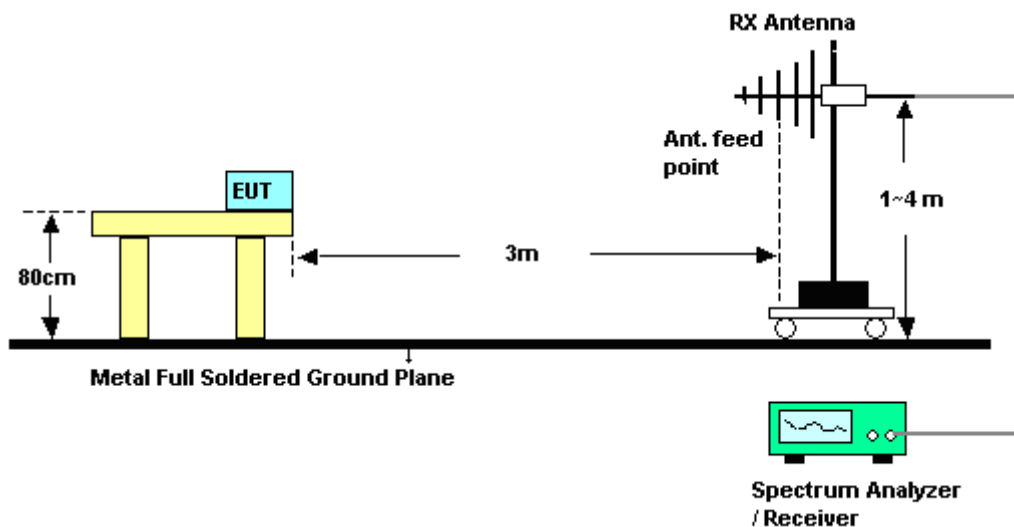 RX Antenna
Ant. feed
point
EUT
1~4 m
3m
80cm
Metal Full Soldered Ground Plane
Spectrum Analyzer
/ Receiver